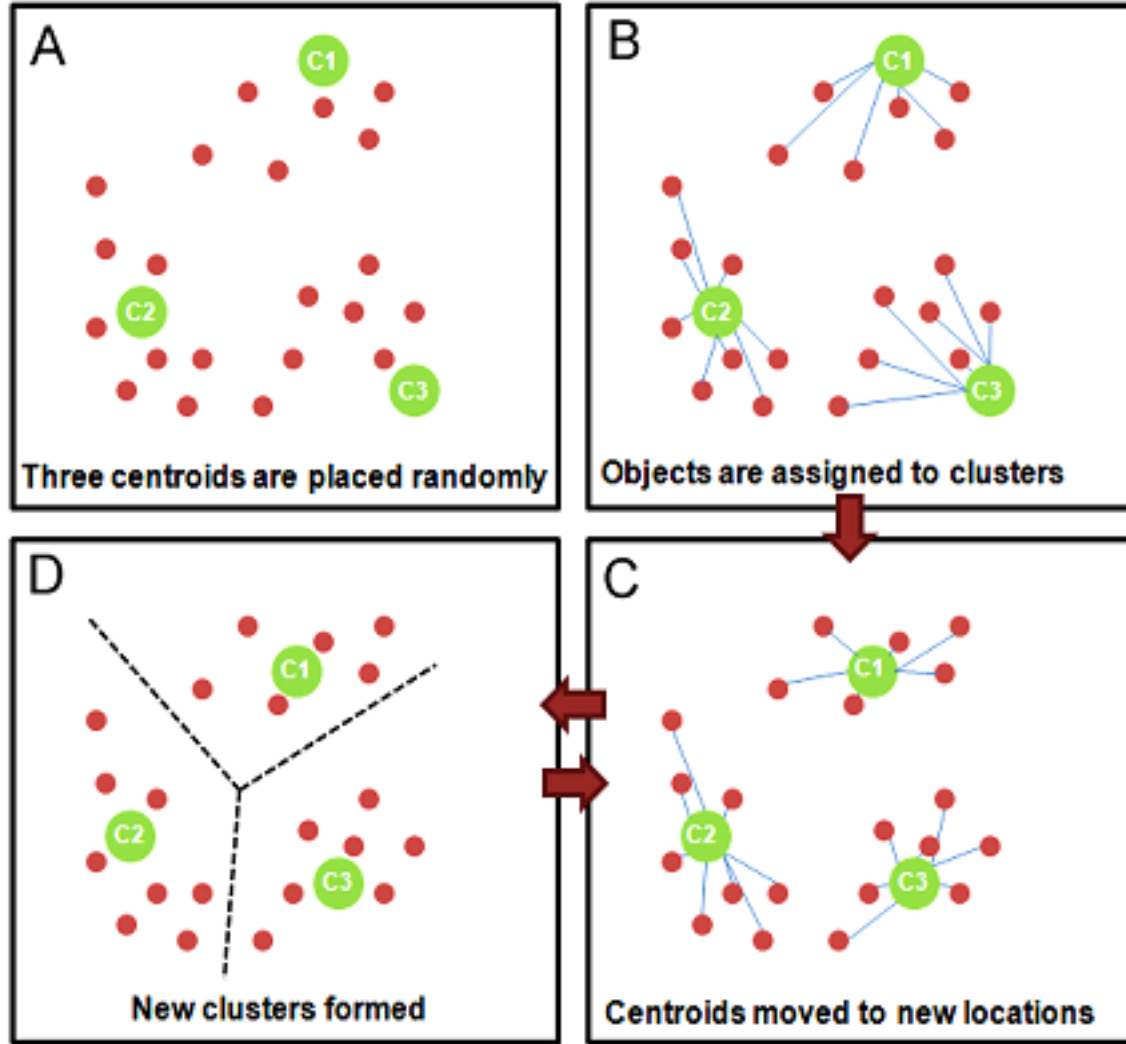 A
C1
C2
C3
Three centroids are placed randomly
B
C1
C2
C3
Objects are assigned to clusters
D
C1
C2
C3
New clusters formed
C
C1
C2
C3
Centroids moved to new locations